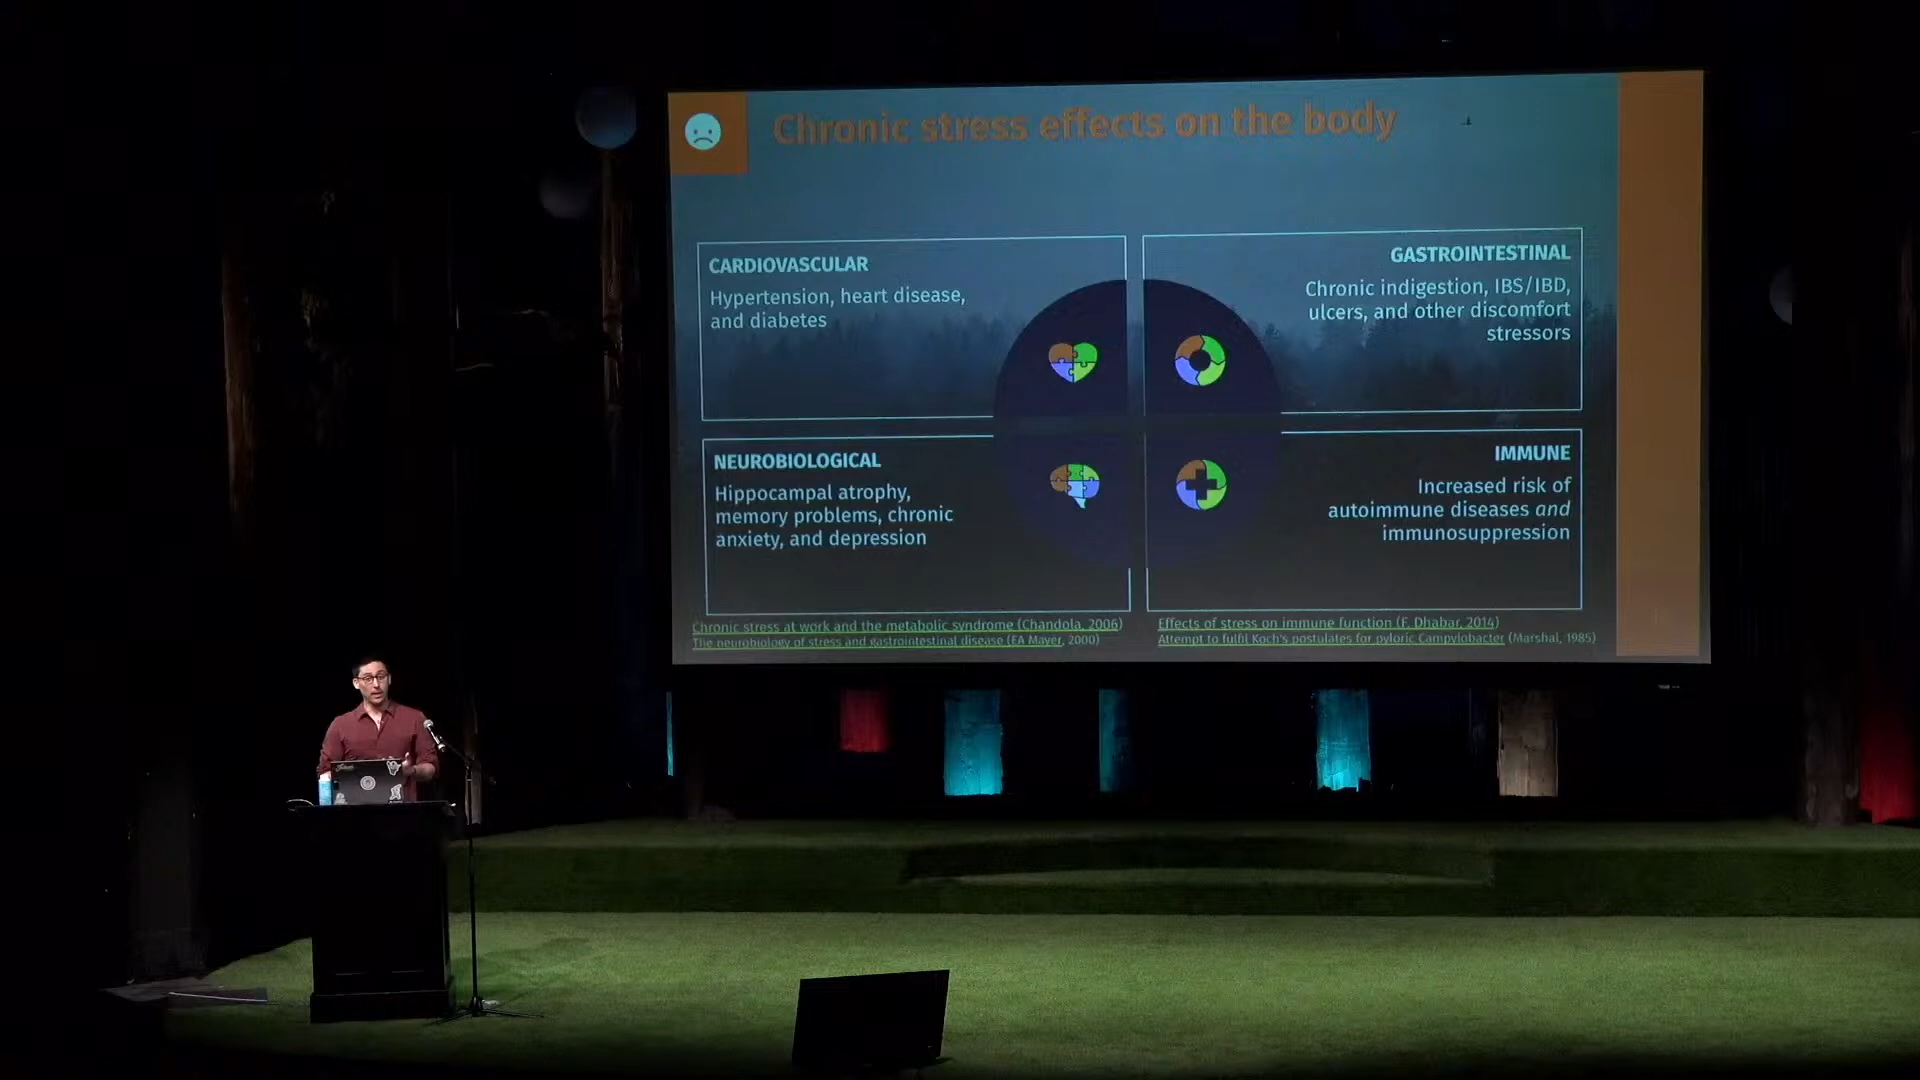 Chronic stress effects on the body
CARDIOVASCULAR
Hypertension, heart disease,
and diabetes
GASTROINTESTINAL
Chronic indigestion, IBS/IBD,
ulcers, and other discomfort
stressors
NEUROBIOLOGICAL
Hippocampal atrophy,
memory problems, chronic
anxiety, and depression
IMMUNE
Increased risk of
autoimmune diseases and
immunosuppression
Chronic stress at work and the metabolic syndrome (Chandola, 2006)
The neurobiology of stress and gastrointestinal disease (EA Mayer, 2000)
Effects of stress on immune function (F. Dhabar, 2014)
Attempt to fulfil Koch's postulates for pyloric Campylobacter (Marshal, 1985)